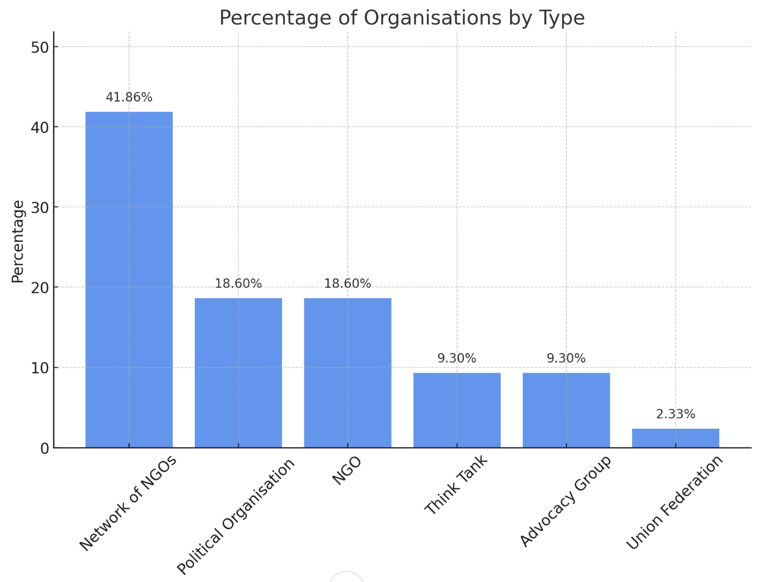 Percentage of Organisations by Type
Percentage
50
40
30
20
10
0
41.86%
18.60%
18.60%
9.30%
9.30%
2.33%
Network of NGOs
Political Organisation
NGO
Think Tank
Advocacy Group
Union Federation